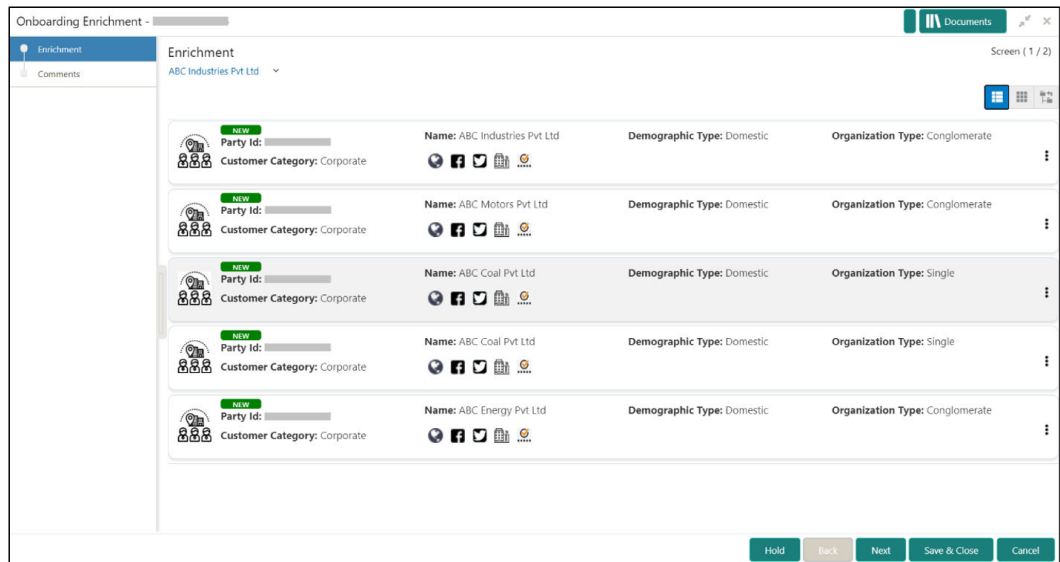 Onboarding Enrichment -
Documents
Enrichment
Comments
Enrichment
Screen ( 1 / 2)
ABC Industries Pvt Ltd
NEW
Party Id:
Name: ABC Industries Pvt Ltd
Demographic Type: Domestic
Organization Type: Conglomerate
Customer Category: Corporate
NEW
Party Id:
Name: ABC Motors Pvt Ltd
Demographic Type: Domestic
Organization Type: Conglomerate
Customer Category: Corporate
NEW
Party Id:
Name: ABC Coal Pvt Ltd
Demographic Type: Domestic
Organization Type: Single
Customer Category: Corporate
NEW
Party Id:
Name: ABC Coal Pvt Ltd
Demographic Type: Domestic
Organization Type: Single
Customer Category: Corporate
NEW
Party Id:
Name: ABC Energy Pvt Ltd
Demographic Type: Domestic
Organization Type: Conglomerate
Customer Category: Corporate
Hold
Back
Next
Save & Close
Cancel